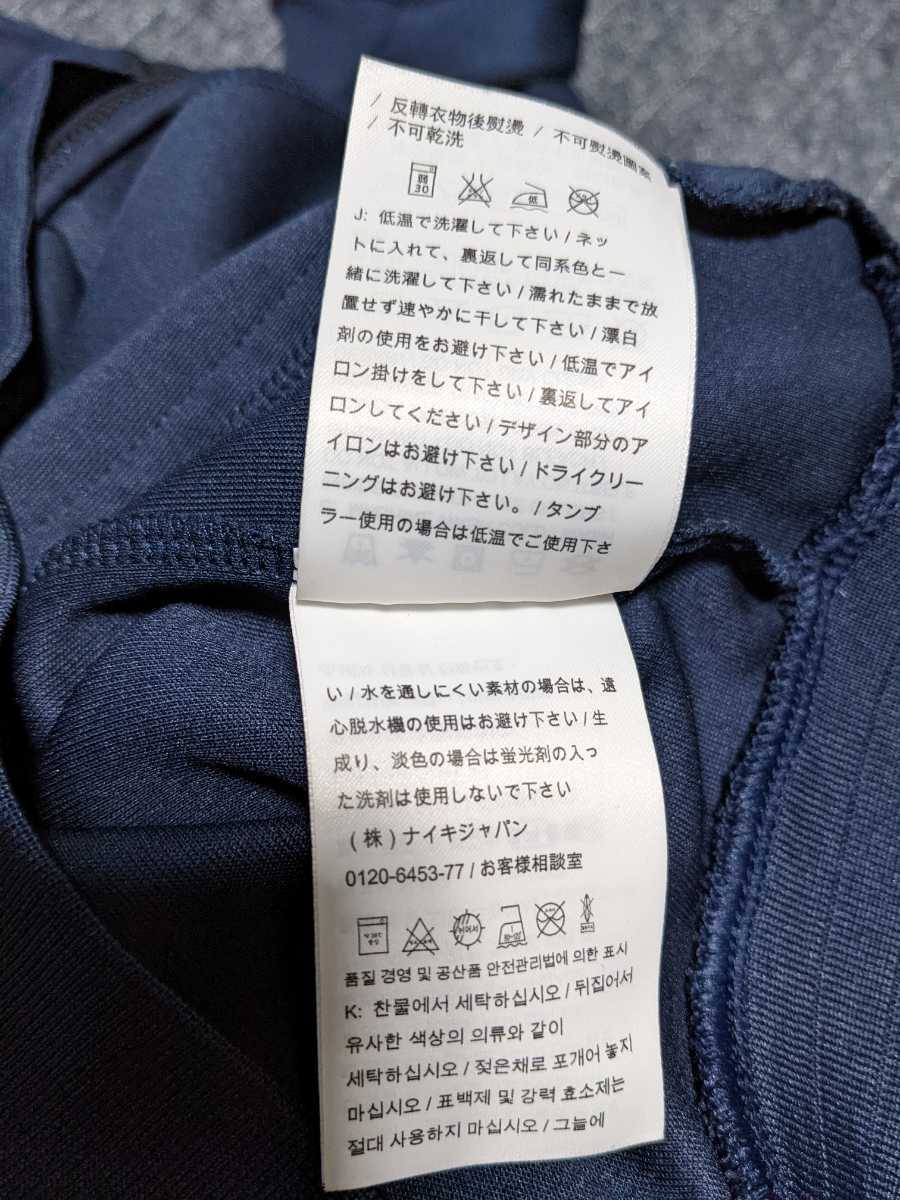 / 反轉衣物後熨燙 / 不可熨燙圖案
/ 不可乾洗
弱
30
低
J: 低温で洗濯して下さい / ネッ
トに入れて、裏返して同系色と一
緒に洗濯して下さい / 濡れたままで放
置せず速やかに干して下さい / 漂白
剤の使用をお避け下さい / 低温でアイ
ロン掛けをして下さい / 裏返してアイ
ロンしてください / デザイン部分のア
イロンはお避け下さい / ドライクリー
ニングはお避け下さい。 / タンブ
ラー使用の場合は低温でご使用下さ
い / 水を通しにくい素材の場合は、遠
心脱水機の使用はお避け下さい / 生
成り、淡色の場合は蛍光剤の入っ
た洗剤は使用しないで下さい
(株) ナイキジャパン
0120-6453-77 / お客様相談室
품질 경영 및 공산품 안전관리법에 의한 표시
K: 찬물에서 세탁하십시오 / 뒤집어서
유사한 색상의 의류와 같이
세탁하십시오 / 젖은채로 포개어 놓지
마십시오 / 표백제 및 강력 효소제는
절대 사용하지 마십시오 / 그늘에